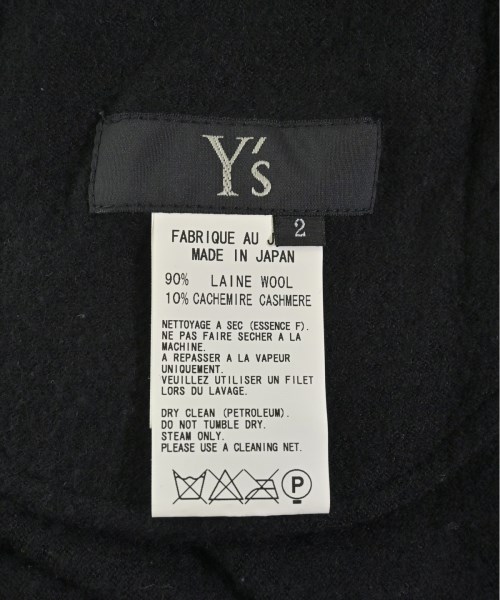 Y's
2
FABRIQUE AU J
MADE IN JAPAN
90% LAINE WOOL
10% CACHEMIRE CASHMERE
NETTOYAGE A SEC (ESSENCE F).
NE PAS FAIRE SECHER A LA
MACHINE.
A REPASSER A LA VAPEUR
UNIQUEMENT.
VEUILLEZ UTILISER UN FILET
LORS DU LAVAGE.
DRY CLEAN (PETROLEUM).
DO NOT TUMBLE DRY.
STEAM ONLY.
PLEASE USE A CLEANING NET.
P